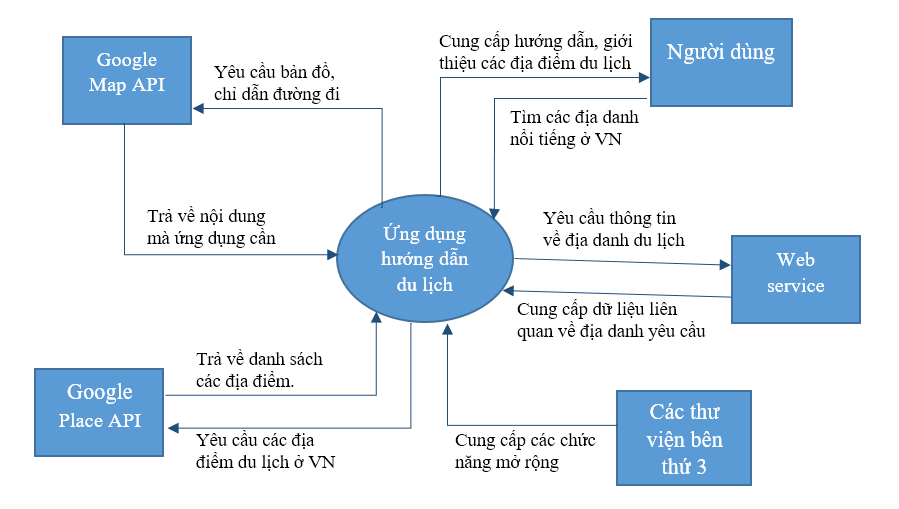 Google
Map API
Yêu cầu bản đồ,
chỉ dẫn đường đi
Cung cấp hướng dẫn, giới
thiệu các địa điểm du lịch
Người dùng
Tìm các địa danh
nổi tiếng ở VN
Trả về nội dung
mà ứng dụng cần
Ứng dụng
hướng dẫn
du lịch
Yêu cầu thông tin
về địa danh du lịch
Web
service
Cung cấp dữ liệu liên
quan về địa danh yêu cầu
Trả về danh sách
các địa điểm.
Google
Place API
Yêu cầu các địa
điểm du lịch ở VN
Cung cấp các chức
năng mở rộng
Các thư
viện bên
thứ 3